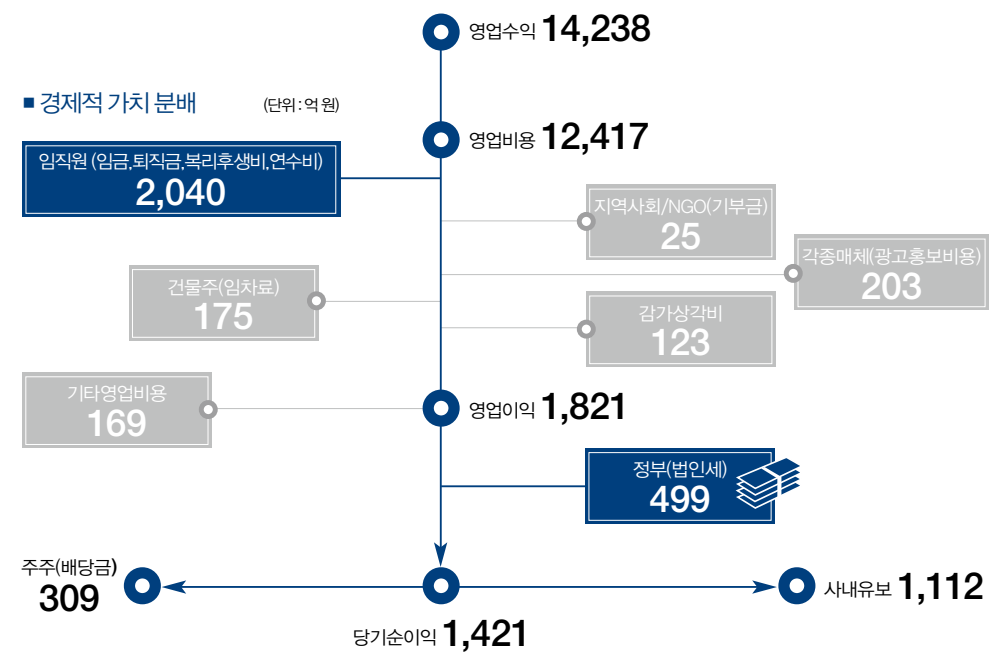 영업수익 14,238
■ 경제적 가치 분배 (단위 : 억 원)
영업비용 12,417
임직원 (임금,퇴직금,복리후생비,연수비)
2,040
지역사회/NGO(기부금)
25
각종매체(광고홍보비용)
203
건물주(임차료)
175
감가상각비
123
기타영업비용
169
영업이익 1,821
정부(법인세)
499
주주(배당금)
309
사내유보 1,112
당기순이익 1,421